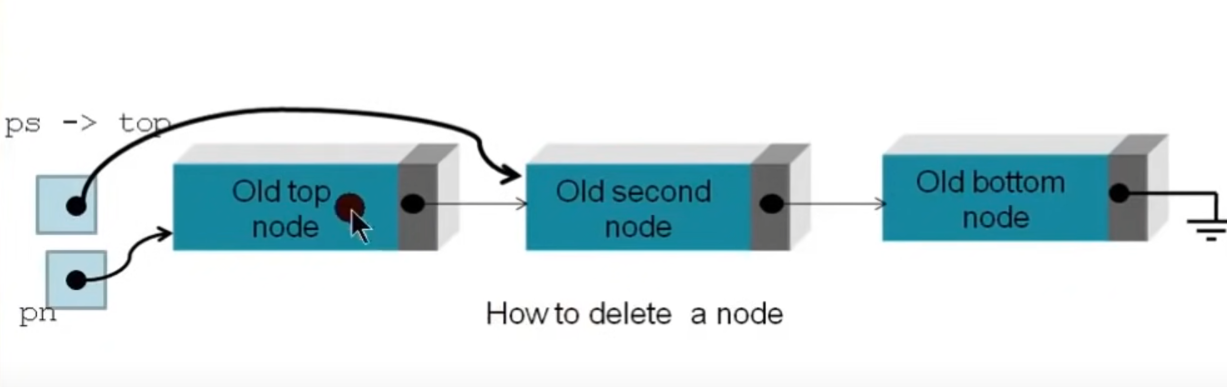 ps -> top
Old top
node
Old second
node
Old bottom
node
pn
How to delete a node